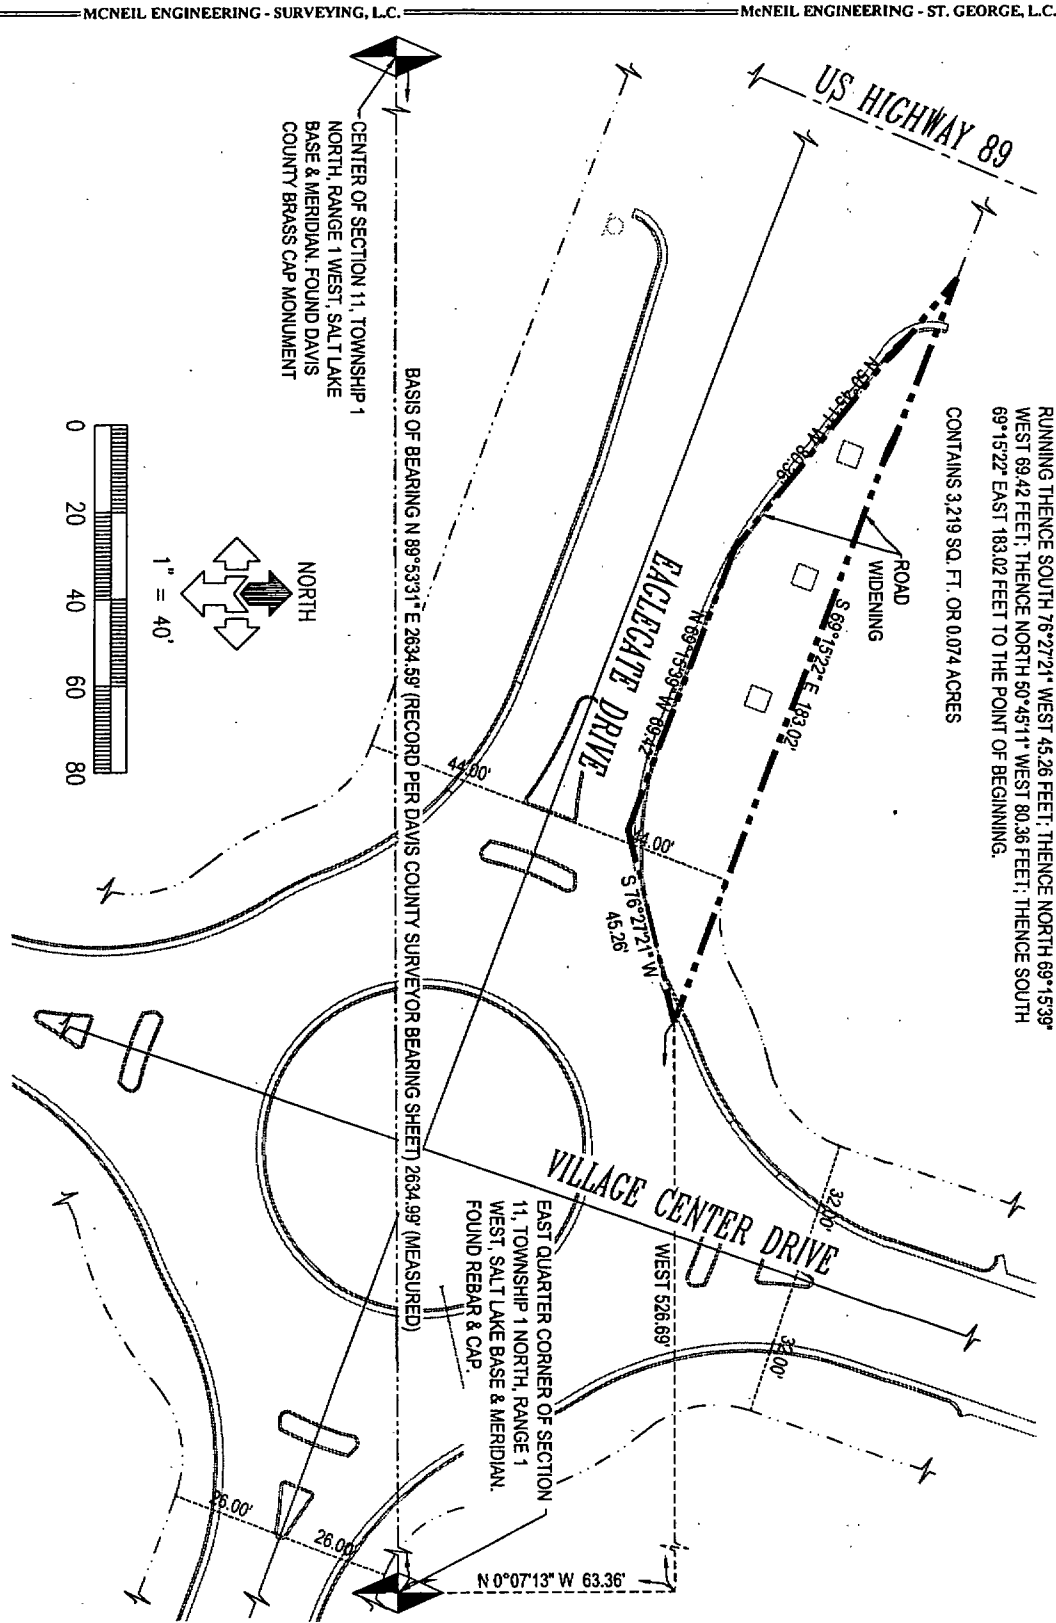 MCNEIL ENGINEERING - SURVEYING, L.C.
McNEIL ENGINEERING - ST. GEORGE, L.C.
RUNNING THENCE SOUTH 76°27'21" WEST 45.26 FEET; THENCE NORTH 69°15'39"
WEST 69.42 FEET; THENCE NORTH 50°45'11" WEST 80.36 FEET; THENCE SOUTH
69°15'22" EAST 183.02 FEET TO THE POINT OF BEGINNING.
CONTAINS 3,219 SQ. FT. OR 0.074 ACRES
US HIGHWAY 89
ROAD
WIDENING
S 69°15'22" E 183.02'
N 50°45'11" W 80.36
N 69°15'39" W 69.42'
S 76°27'21" W
45.26'
EAGLEGATE DRIVE
44.00'
44.00'
VILLAGE CENTER DRIVE
32.00'
32.00'
WEST 526.69'
CENTER OF SECTION 11, TOWNSHIP 1
NORTH, RANGE 1 WEST, SALT LAKE
BASE & MERIDIAN. FOUND DAVIS
COUNTY BRASS CAP MONUMENT
BASIS OF BEARING N 89°53'31" E 2634.59' (RECORD PER DAVIS COUNTY SURVEYOR BEARING SHEET) 2634.99' (MEASURED)
EAST QUARTER CORNER OF SECTION
11, TOWNSHIP 1 NORTH, RANGE 1
WEST, SALT LAKE BASE & MERIDIAN.
FOUND REBAR & CAP.
N 0°07'13" W 63.36'
26.00'
26.00'
NORTH
1" = 40'
0 20 40 60 80